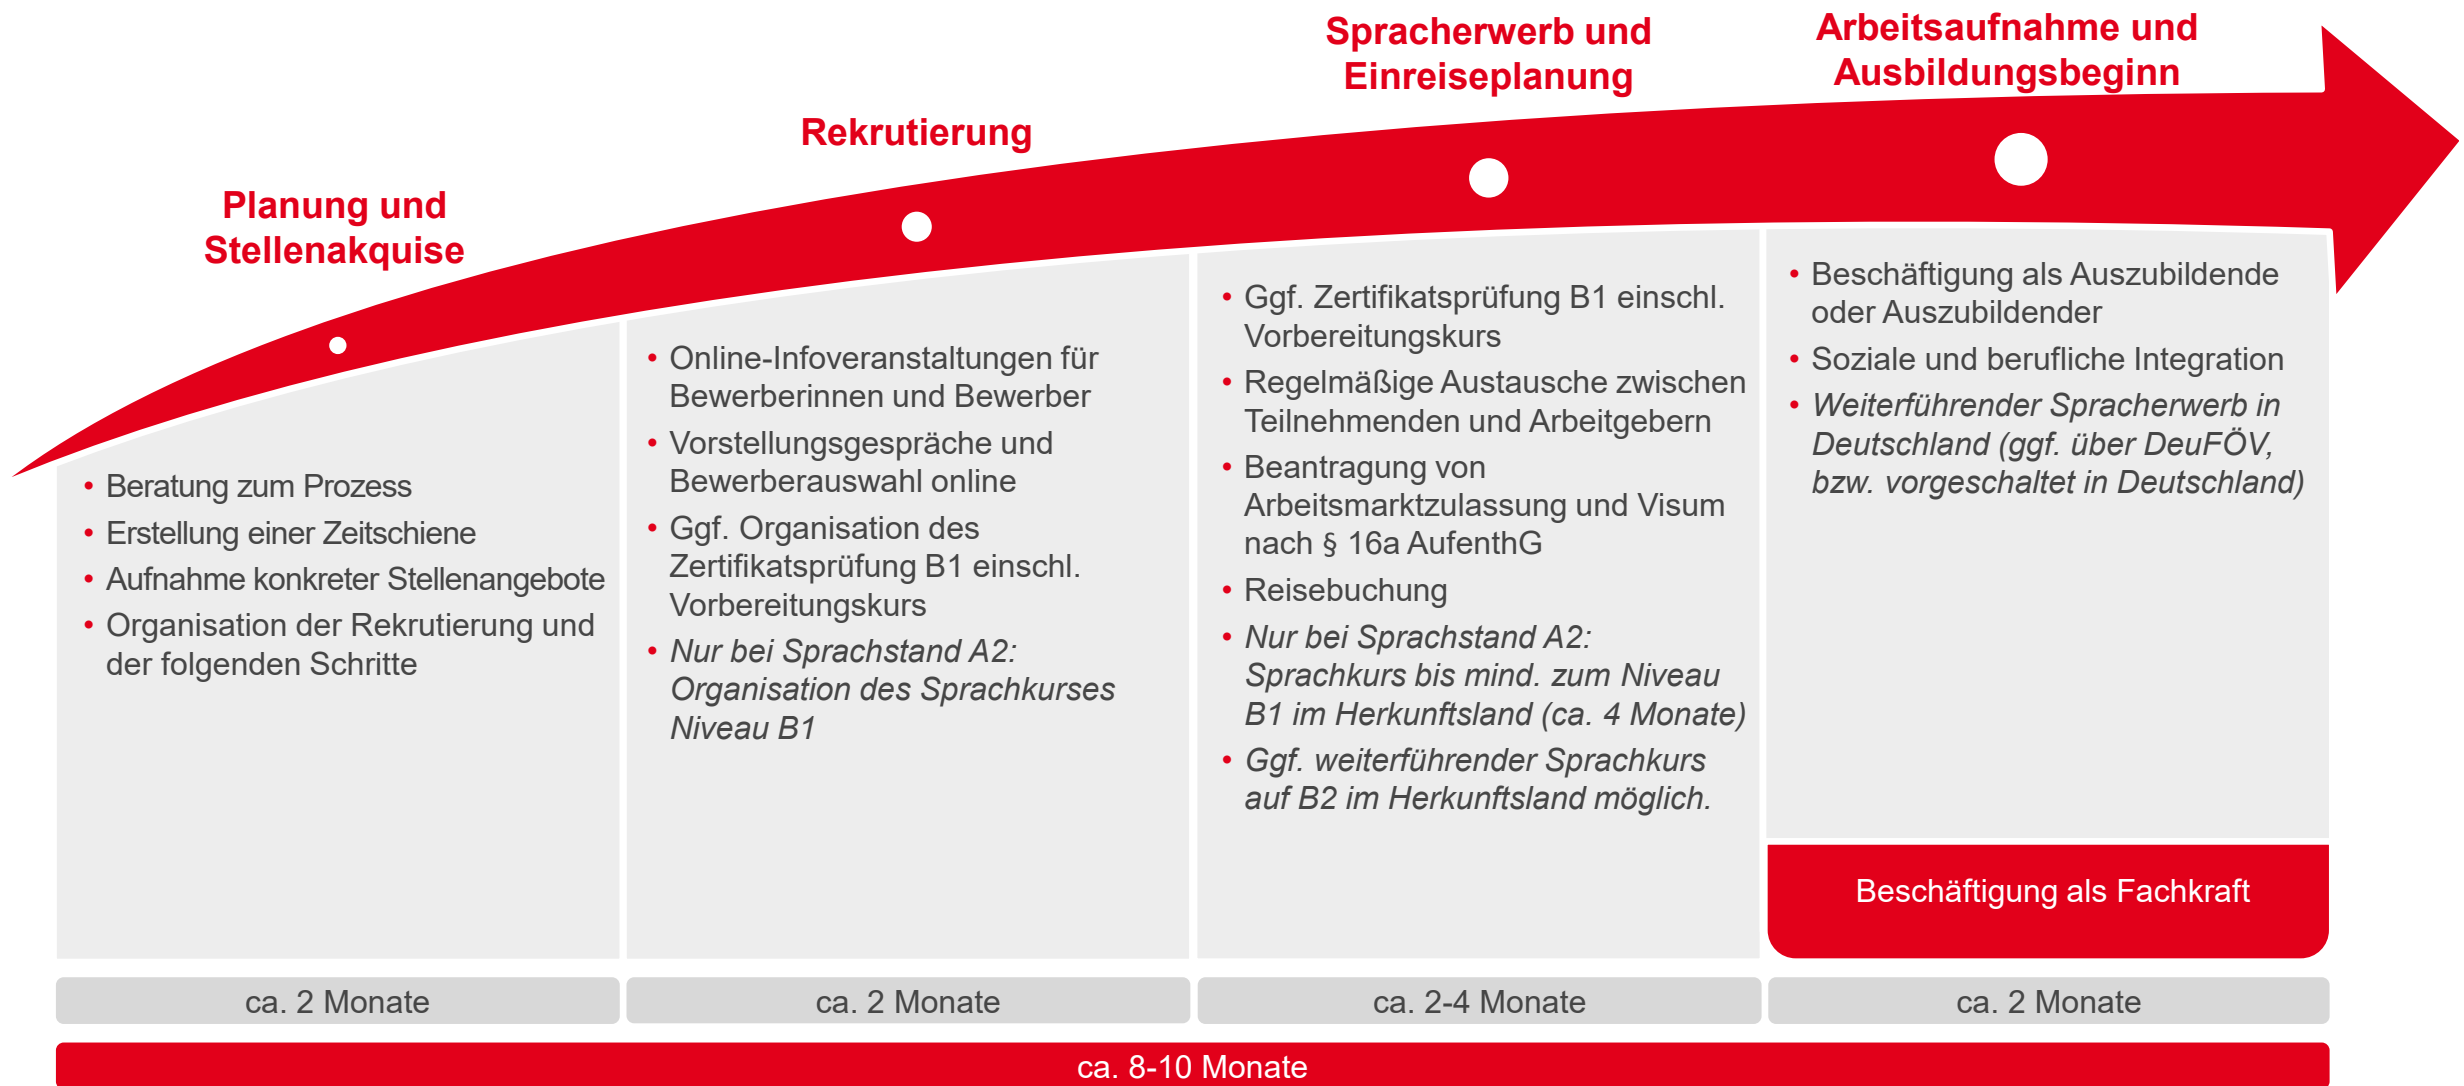 Planung und
Stellenakquise
• Beratung zum Prozess
• Erstellung einer Zeitschiene
• Aufnahme konkreter Stellenangebote
• Organisation der Rekrutierung und
der folgenden Schritte
ca. 2 Monate
Rekrutierung
• Online-Infoveranstaltungen für
Bewerberinnen und Bewerber
• Vorstellungsgespräche und
Bewerberauswahl online
• Ggf. Organisation des
Zertifikatsprüfung B1 einschl.
Vorbereitungskurs
• Nur bei Sprachstand A2:
Organisation des Sprachkurses
Niveau B1
ca. 2 Monate
Spracherwerb und
Einreiseplanung
• Ggf. Zertifikatsprüfung B1 einschl.
Vorbereitungskurs
• Regelmäßige Austausche zwischen
Teilnehmenden und Arbeitgebern
• Beantragung von
Arbeitsmarktzulassung und Visum
nach § 16a AufenthG
• Reisebuchung
• Nur bei Sprachstand A2:
Sprachkurs bis mind. zum Niveau
B1 im Herkunftsland (ca. 4 Monate)
• Ggf. weiterführender Sprachkurs
auf B2 im Herkunftsland möglich.
ca. 2-4 Monate
Arbeitsaufnahme und
Ausbildungsbeginn
• Beschäftigung als Auszubildende
oder Auszubildender
• Soziale und berufliche Integration
• Weiterführender Spracherwerb in
Deutschland (ggf. über DeuFÖV,
bzw. vorgeschaltet in Deutschland)
Beschäftigung als Fachkraft
ca. 2 Monate
ca. 8-10 Monate